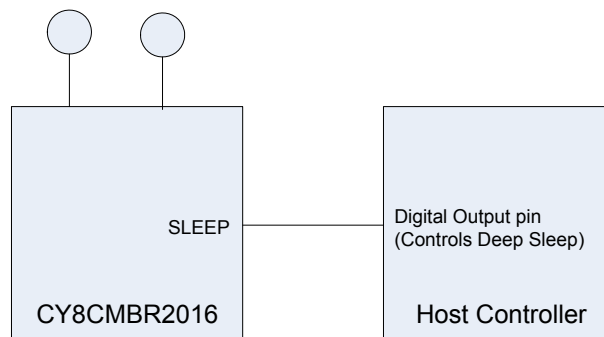 SLEEP
Digital Output pin
(Controls Deep Sleep)
CY8CMBR2016
Host Controller